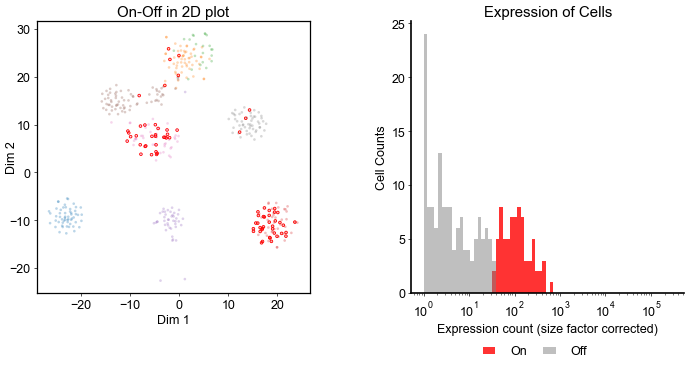 On-Off in 2D plot
30
20
10
0
−10
−20
Dim 2
−20 −10 0 10 20
Dim 1
Expression of Cells
25
20
15
10
5
0
Cell Counts
10^0 10^1 10^2 10^3 10^4 10^5
Expression count (size factor corrected)
On Off